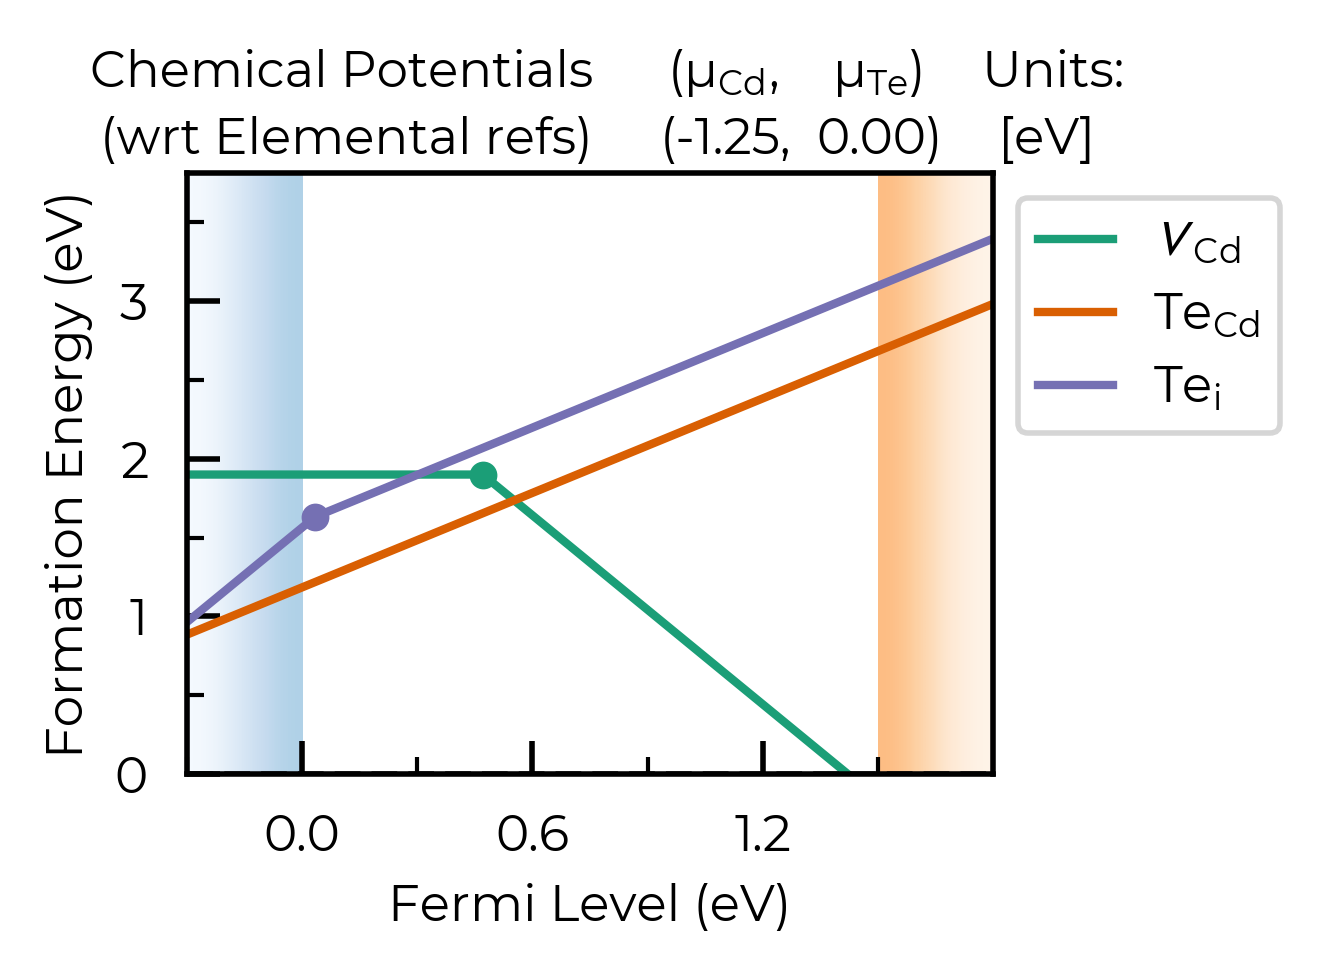 Chemical Potentials (μCd, μTe) Units:
(wrt Elemental refs) (-1.25, 0.00) [eV]
Formation Energy (eV)
3
2
1
0
0.0 0.6 1.2
Fermi Level (eV)
VCd
TeCd
Tei